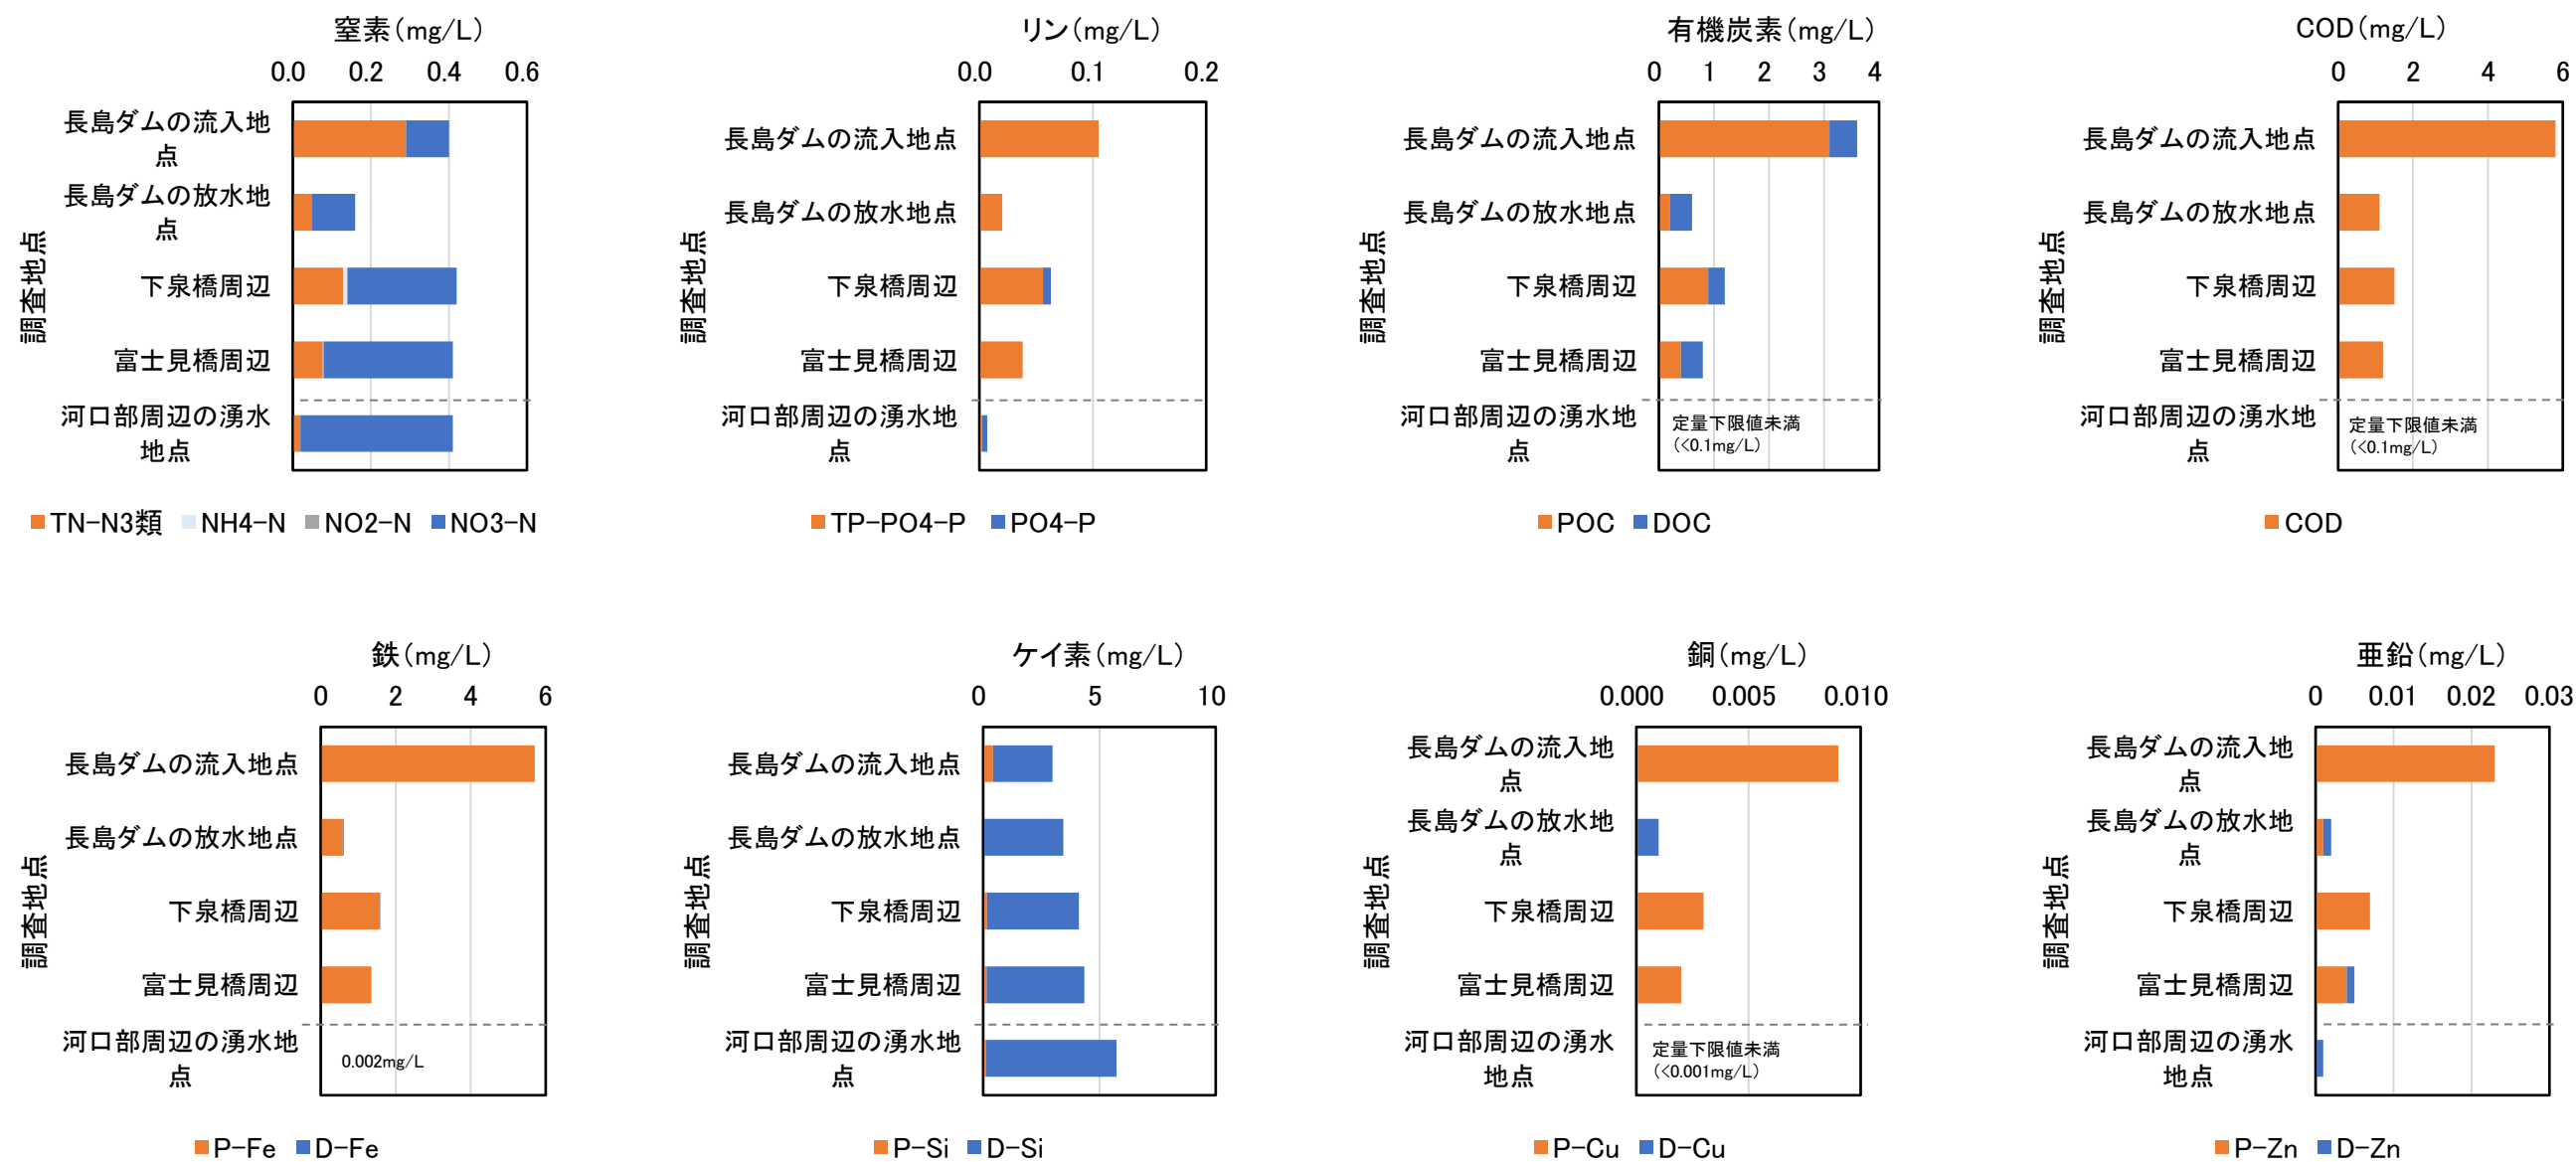 窒素（mg/L）
0.0 0.2 0.4 0.6
長島ダムの流入地
点
長島ダムの放水地
点
下泉橋周辺
富士見橋周辺
河口部周辺の湧水
地点
調査地点
TN-N3類 NH4-N NO2-N NO3-N
リン（mg/L）
0.0 0.1 0.2
長島ダムの流入地点
長島ダムの放水地点
下泉橋周辺
富士見橋周辺
河口部周辺の湧水地
点
調査地点
TP-PO4-P PO4-P
有機炭素（mg/L）
0 1 2 3 4
長島ダムの流入地点
長島ダムの放水地点
下泉橋周辺
富士見橋周辺
河口部周辺の湧水地
点
定量下限値未満
（<0.1mg/L）
調査地点
POC DOC
COD（mg/L）
0 2 4 6
長島ダムの流入地点
長島ダムの放水地点
下泉橋周辺
富士見橋周辺
河口部周辺の湧水地
点
定量下限値未満
（<0.1mg/L）
調査地点
COD
鉄（mg/L）
0 2 4 6
長島ダムの流入地点
長島ダムの放水地点
下泉橋周辺
富士見橋周辺
河口部周辺の湧水地
点
0.002mg/L
調査地点
P-Fe D-Fe
ケイ素（mg/L）
0 5 10
長島ダムの流入地点
長島ダムの放水地点
下泉橋周辺
富士見橋周辺
河口部周辺の湧水地
点
調査地点
P-Si D-Si
銅（mg/L）
0.000 0.005 0.010
長島ダムの流入地
点
長島ダムの放水地
点
下泉橋周辺
富士見橋周辺
河口部周辺の湧水
地点
定量下限値未満
（<0.001mg/L）
調査地点
P-Cu D-Cu
亜鉛（mg/L）
0 0.01 0.02 0.03
長島ダムの流入地
点
長島ダムの放水地
点
下泉橋周辺
富士見橋周辺
河口部周辺の湧水
地点
調査地点
P-Zn D-Zn